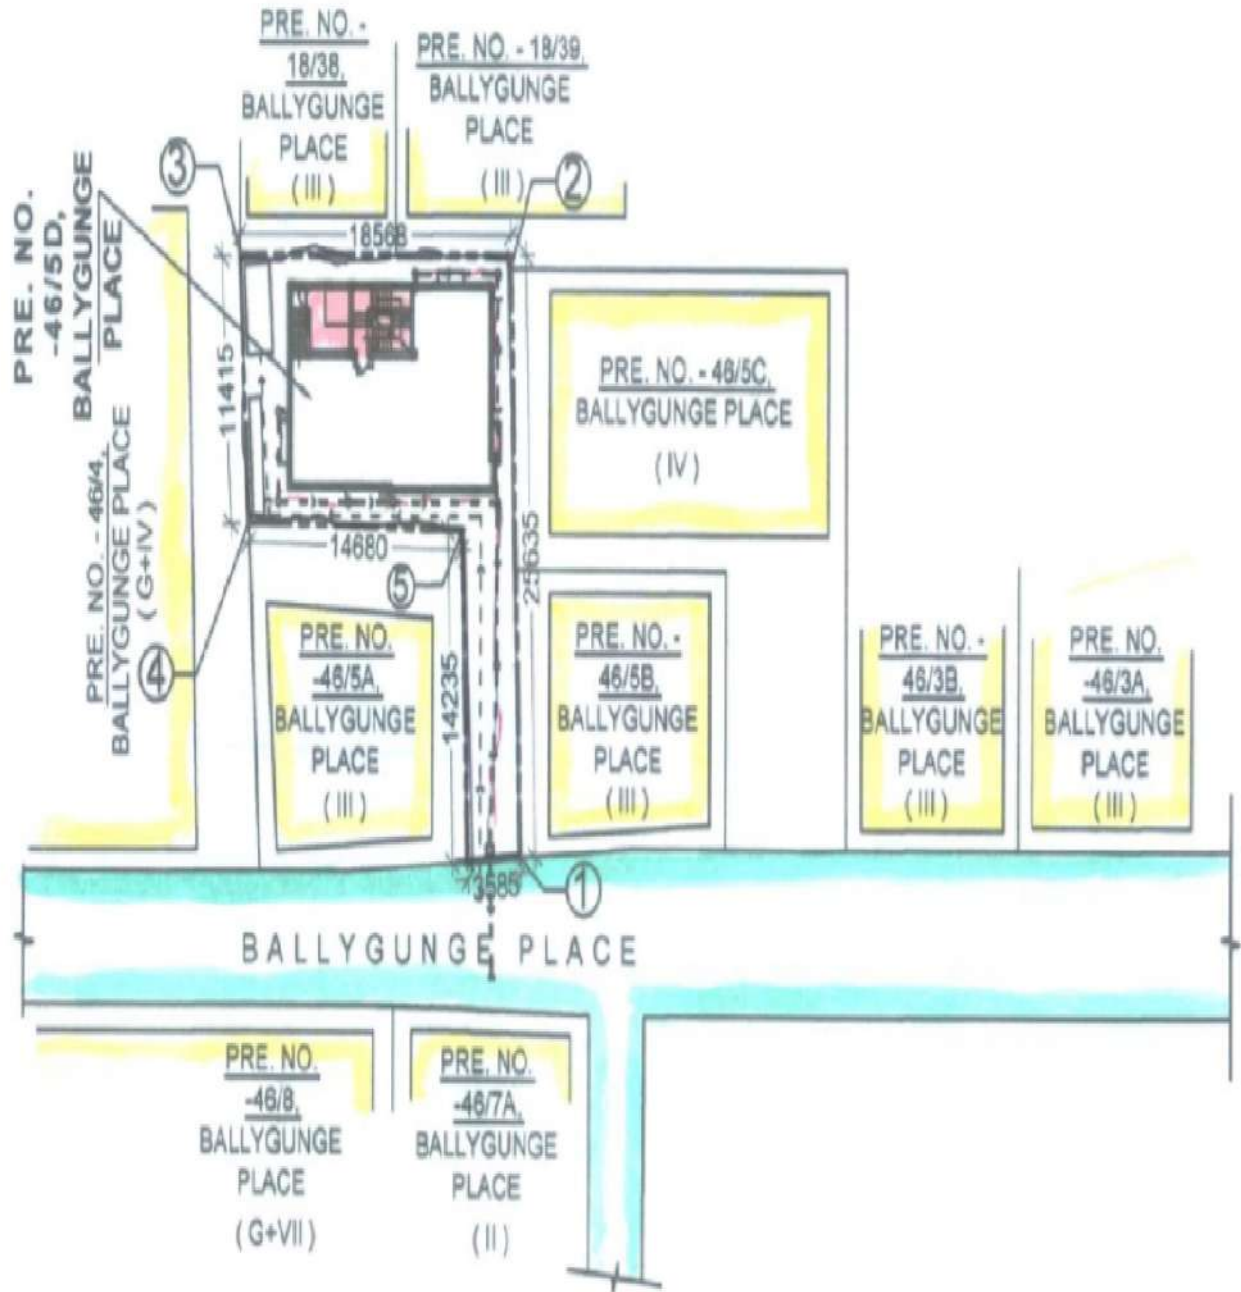 PRE. NO. -
18/38,
BALLYGUNGE
PLACE
( III )
PRE. NO. - 18/39,
BALLYGUNGE
PLACE
( III )
3
2
PRE. NO.
-46/5D,
BALLYGUNGE
PLACE
18568
11415
PRE. NO. - 46/4,
BALLYGUNGE PLACE
( G+IV )
PRE. NO. - 46/5C,
BALLYGUNGE PLACE
( IV )
14680
25635
5
4
14235
PRE. NO.
-46/5A,
BALLYGUNGE
PLACE
( III )
PRE. NO. -
46/5B,
BALLYGUNGE
PLACE
( III )
PRE. NO. -
46/3B,
BALLYGUNGE
PLACE
( III )
PRE. NO.
-46/3A,
BALLYGUNGE
PLACE
( III )
3585
1
BALLYGUNGE PLACE
PRE. NO.
-46/8,
BALLYGUNGE
PLACE
( G+VII )
PRE. NO.
-46/7A,
BALLYGUNGE
PLACE
( II )